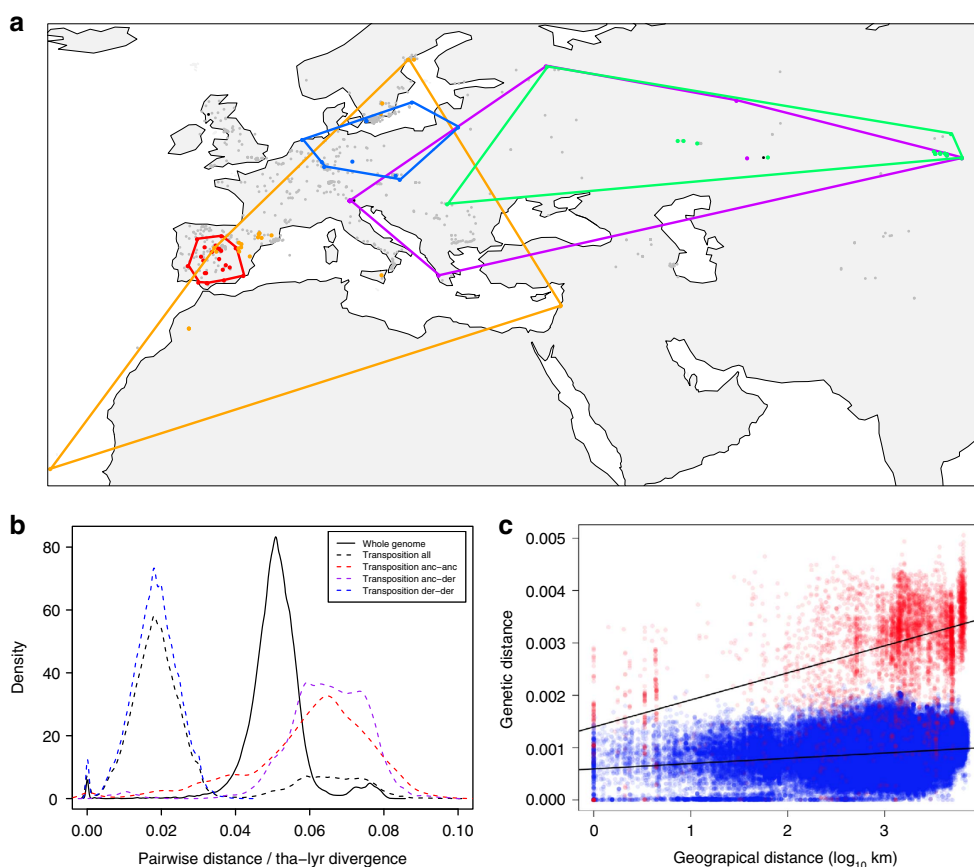 a
b
80
60
40
20
0
Density
Whole genome
Transposition all
Transposition anc–anc
Transposition anc–der
Transposition der–der
0.00
0.02
0.04
0.06
0.08
0.10
Pairwise distance / tha–lyr divergence
c
0.005
0.004
0.003
0.002
0.001
0.000
Genetic distance
0
1
2
3
Geograpical distance (log10 km)